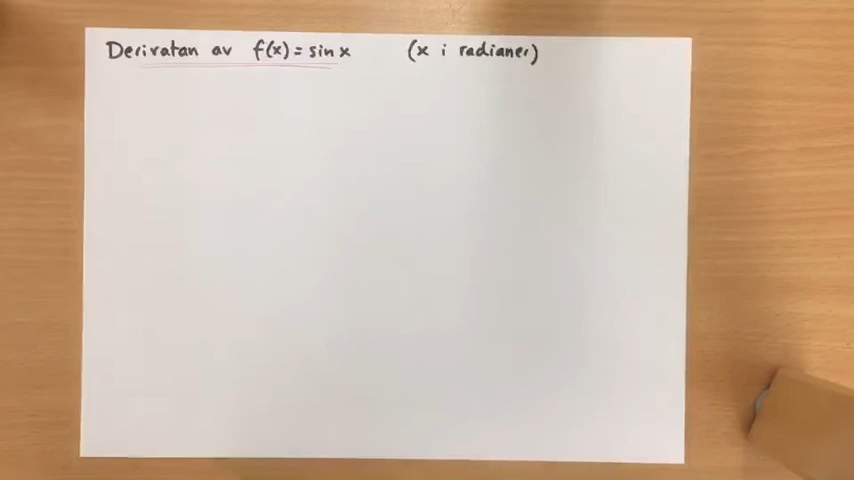 Derivatan av f(x) = sin x (x i radianer)